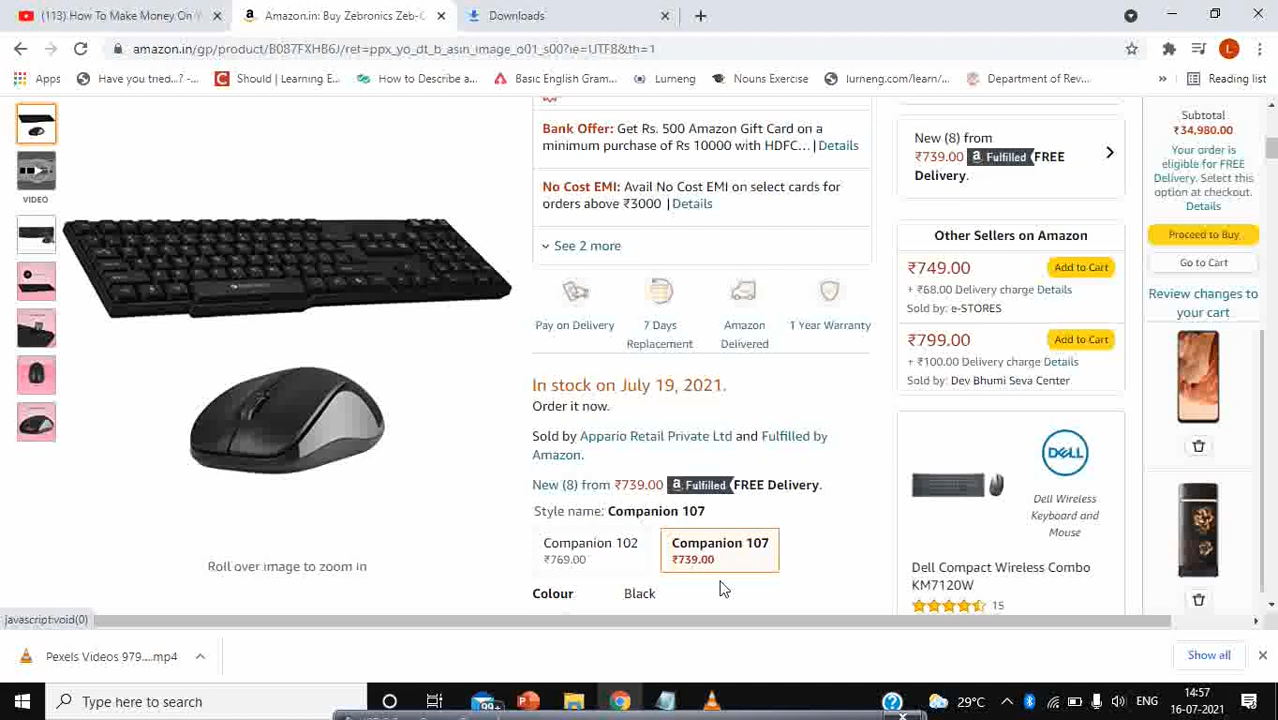 (113) How To Make Money On Y
Amazon.in: Buy Zebronics Zeb-C
Downloads
amazon.in/gp/product/B087FXHB6J/ref=ppx_yo_dt_b_asin_image_o01_s00?ie=UTF8&th=1
L
Apps
Have you tried...? -...
Should | Learning E...
How to Describe a...
Basic English Gram...
Lurneng
Nouns Exercise
lurneng.com/learn/...
Department of Rev...
»
Reading list
VIDEO
Roll over image to zoom in
Bank Offer: Get Rs. 500 Amazon Gift Card on a
minimum purchase of Rs 10000 with HDFC... | Details
No Cost EMI: Avail No Cost EMI on select cards for
orders above ₹3000 | Details
See 2 more
Pay on Delivery
7 Days
Replacement
Amazon
Delivered
1 Year Warranty
In stock on July 19, 2021.
Order it now.
Sold by Appario Retail Private Ltd and Fulfilled by
Amazon.
New (8) from ₹739.00 a Fulfilled FREE Delivery.
Style name: Companion 107
Companion 102
₹769.00
Companion 107
₹739.00
Colour Black
New (8) from
₹739.00 a Fulfilled FREE
Delivery.
Other Sellers on Amazon
₹749.00 Add to Cart
+ ₹68.00 Delivery charge Details
Sold by: e-STORES
₹799.00 Add to Cart
+ ₹100.00 Delivery charge Details
Sold by: Dev Bhumi Seva Center
DELL
Dell Wireless
Keyboard and
Mouse
Dell Compact Wireless Combo
KM7120W
15
Subtotal
₹34,980.00
Your order is
eligible for FREE
Delivery. Select this
option at checkout.
Details
Proceed to Buy
Go to Cart
Review changes to
your cart
javascript:void(0)
Pexels Videos 979....mp4
Show all
Type here to search
99+
29°C
ENG
14:57
16-07-2021